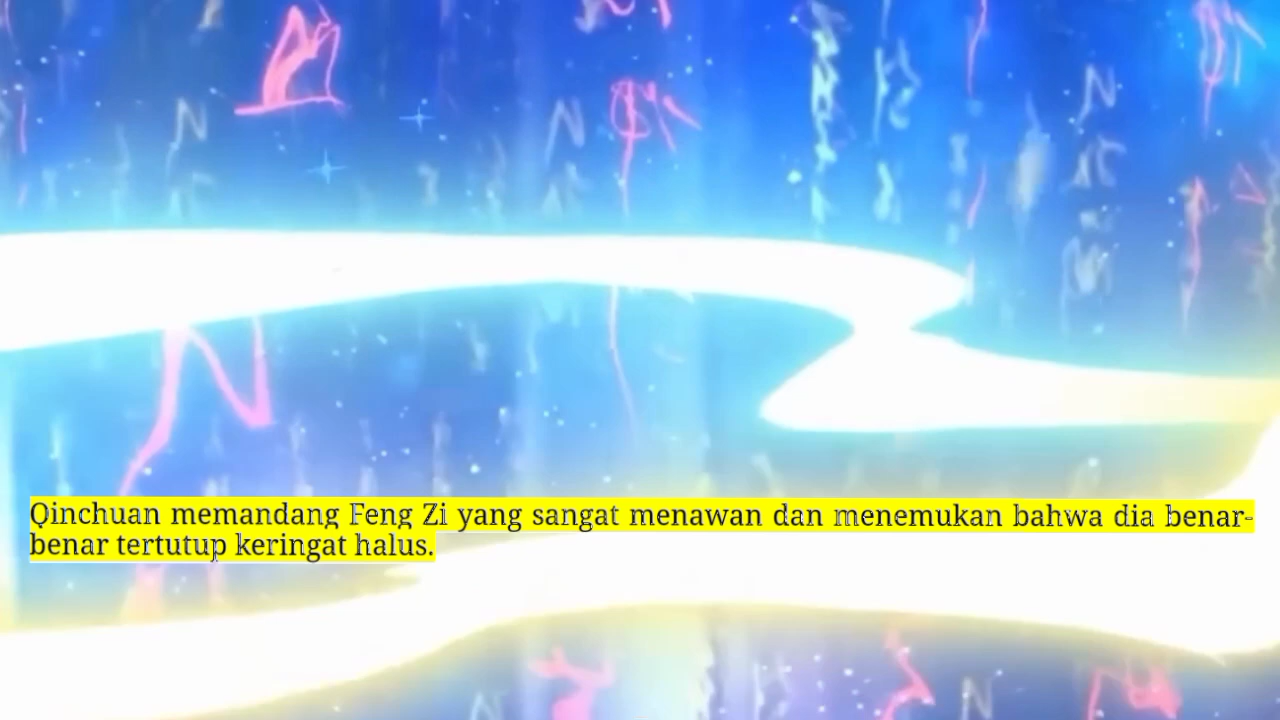 Qinchuan memandang Feng Zi yang sangat menawan dan menemukan bahwa dia benar-
benar tertutup keringat halus.